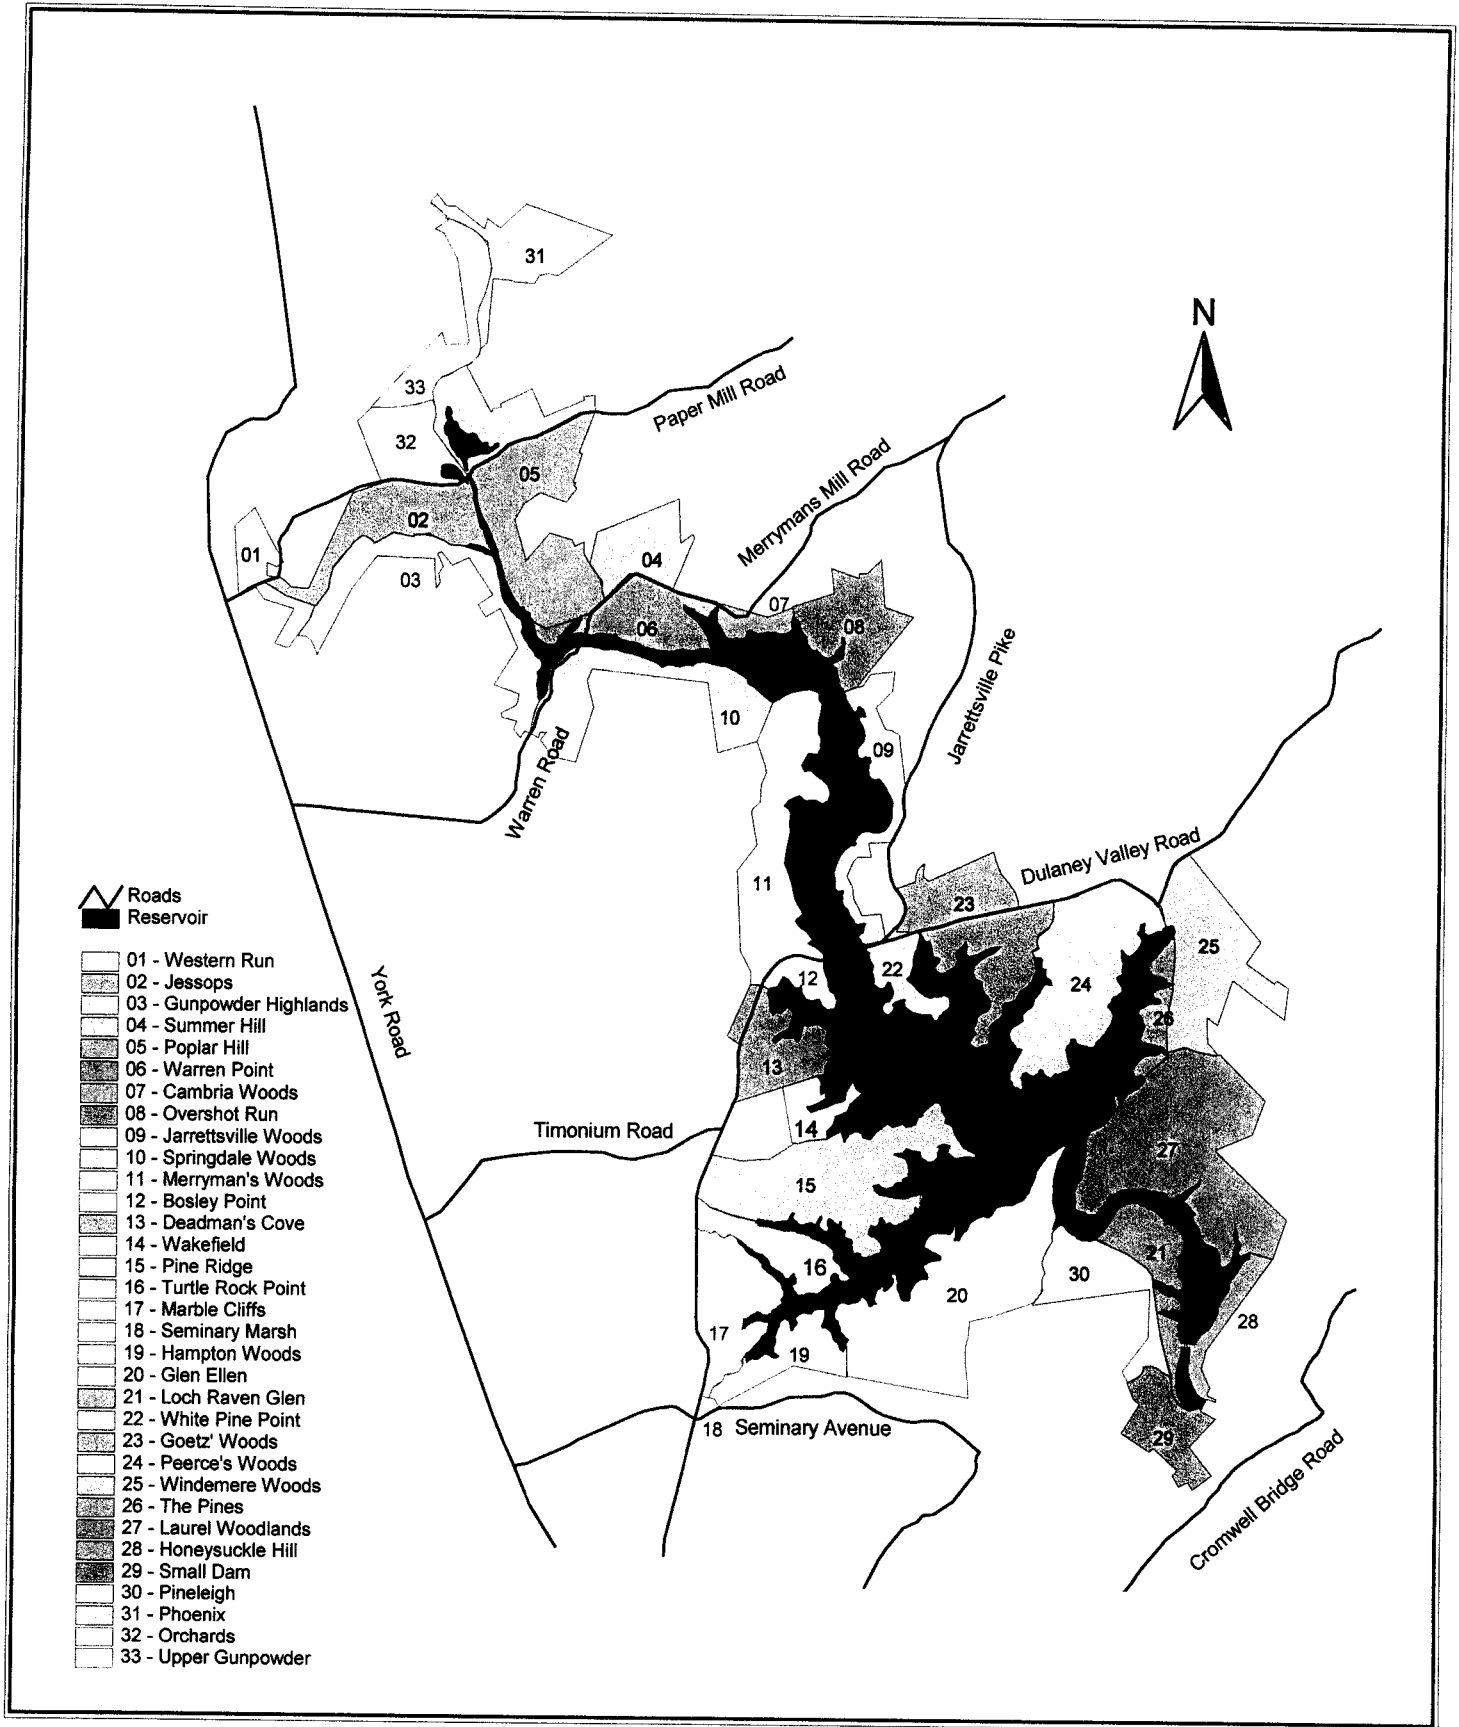 31
N
33
Paper Mill Road
32
05
Merrymans Mill Road
02
01
04
03
07
06
08
Jarrettsville Pike
10
09
Warren Road
Dulaney Valley Road
11
Roads
23
Reservoir
25
01 - Western Run
22
12
02 - Jessops
24
03 - Gunpowder Highlands
York Road
26
04 - Summer Hill
05 - Poplar Hill
13
06 - Warren Point
07 - Cambria Woods
08 - Overshot Run
Timonium Road
14
09 - Jarrettsville Woods
27
10 - Springdale Woods
11 - Merryman's Woods
15
12 - Bosley Point
13 - Deadman's Cove
14 - Wakefield
21
15 - Pine Ridge
16
30
16 - Turtle Rock Point
20
17 - Marble Cliffs
28
18 - Seminary Marsh
17
19 - Hampton Woods
19
20 - Glen Ellen
21 - Loch Raven Glen
22 - White Pine Point
18 Seminary Avenue
29
23 - Goetz' Woods
24 - Peerce's Woods
25 - Windemere Woods
Cromwell Bridge Road
26 - The Pines
27 - Laurel Woodlands
28 - Honeysuckle Hill
29 - Small Dam
30 - Pineleigh
31 - Phoenix
32 - Orchards
33 - Upper Gunpowder